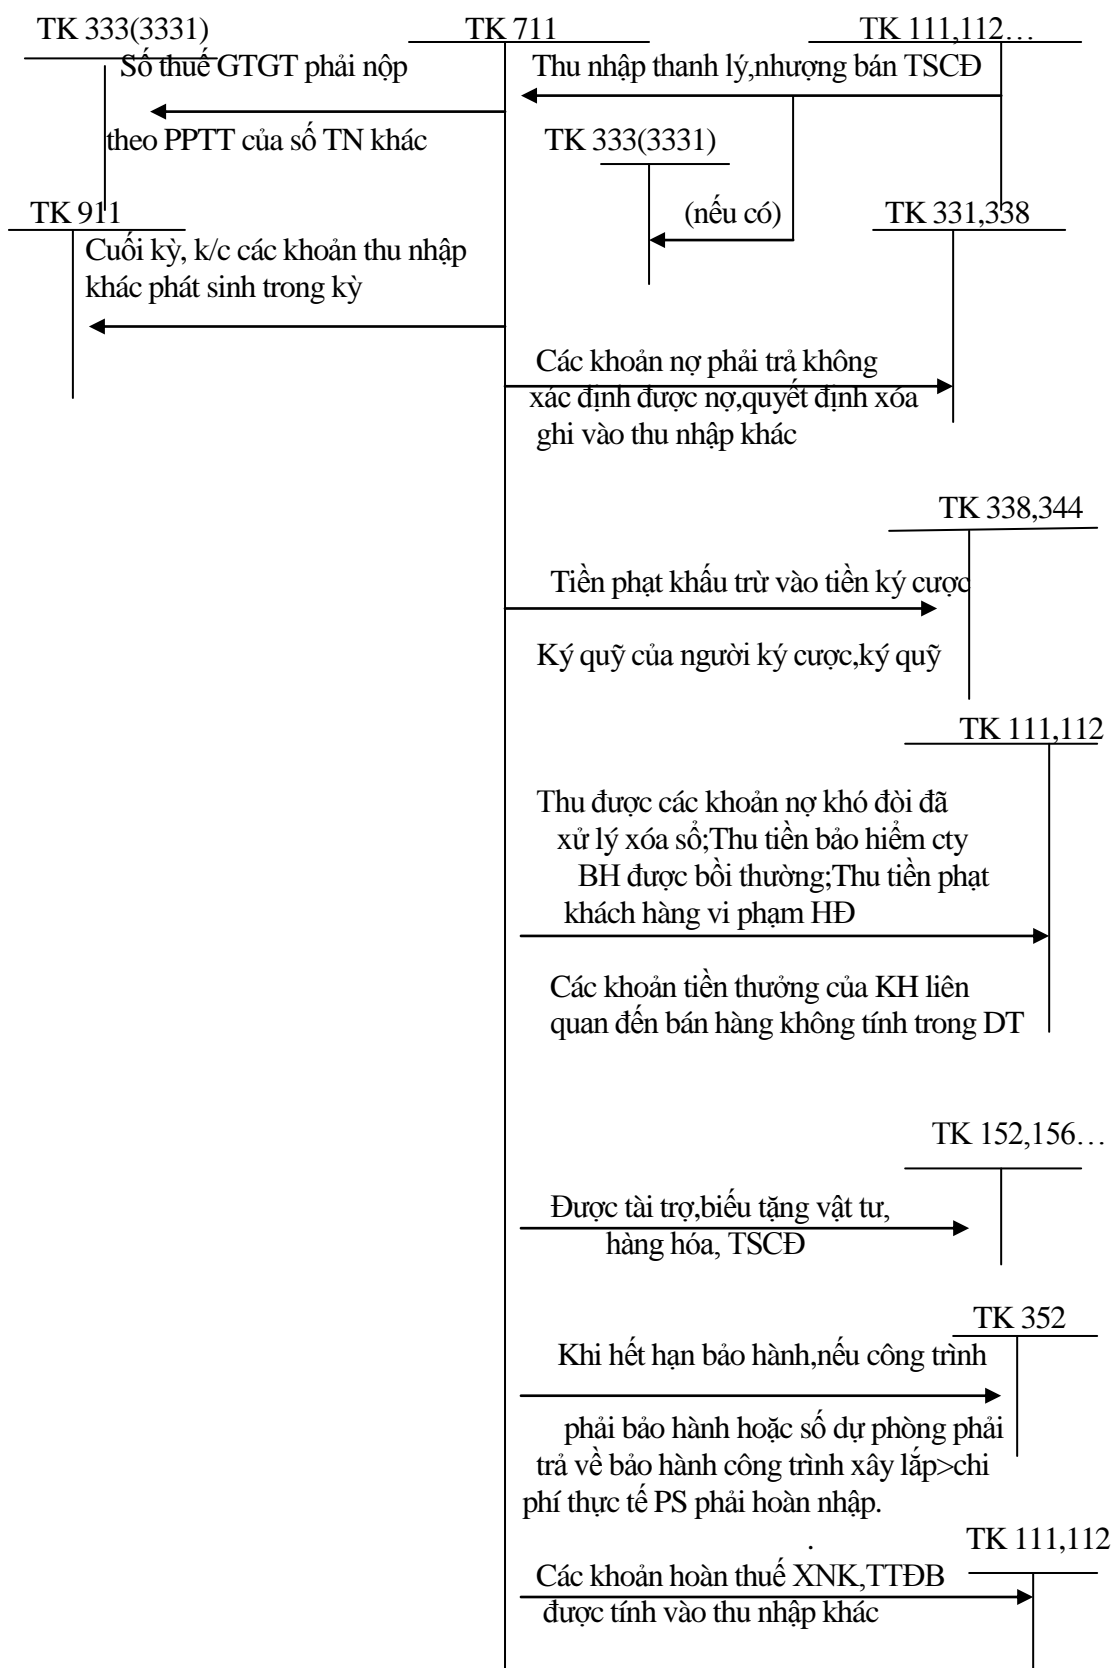 TK 333(3331)
TK 711
TK 111,112…
Số thuế GTGT phải nộp
theo PPTT của số TN khác
Thu nhập thanh lý,nhượng bán TSCĐ
TK 333(3331)
(nếu có)
TK 911
Cuối kỳ, k/c các khoản thu nhập
khác phát sinh trong kỳ
TK 331,338
Các khoản nợ phải trả không
xác định được nợ,quyết định xóa
ghi vào thu nhập khác
TK 338,344
Tiền phạt khấu trừ vào tiền ký cược
Ký quỹ của người ký cược,ký quỹ
TK 111,112
Thu được các khoản nợ khó đòi đã
xử lý xóa sổ;Thu tiền bảo hiểm cty
BH được bồi thường;Thu tiền phạt
khách hàng vi phạm HĐ
Các khoản tiền thưởng của KH liên
quan đến bán hàng không tính trong DT
TK 152,156…
Được tài trợ,biếu tặng vật tư,
hàng hóa, TSCĐ
TK 352
Khi hết hạn bảo hành,nếu công trình
phải bảo hành hoặc số dự phòng phải
trả về bảo hành công trình xây lắp>chi
phí thực tế PS phải hoàn nhập.
.
TK 111,112
Các khoản hoàn thuế XNK,TTĐB
được tính vào thu nhập khác